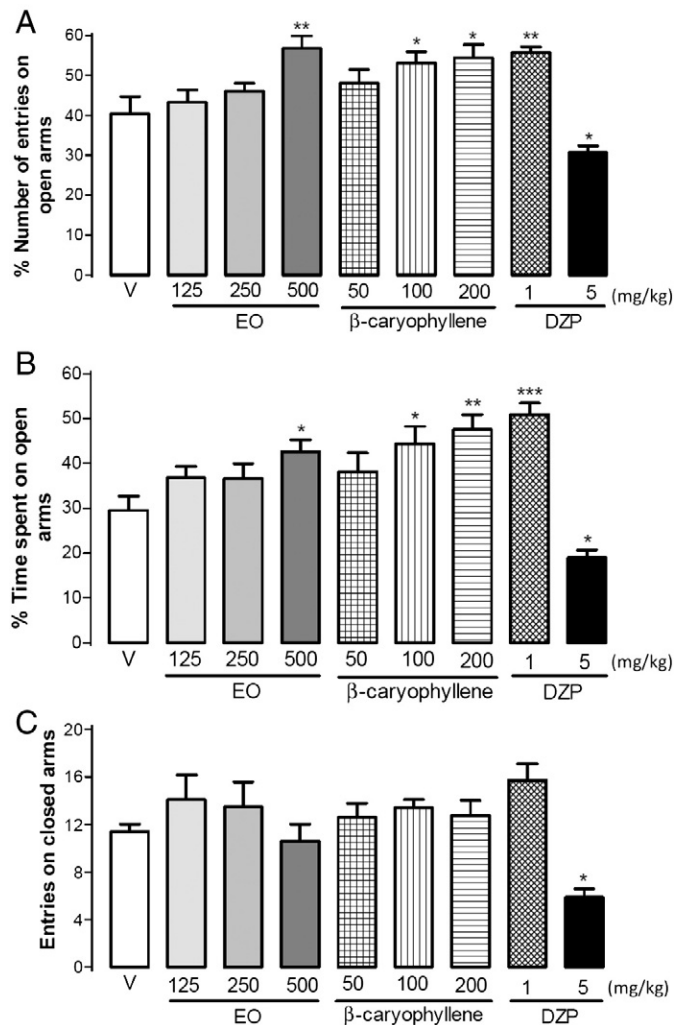 A
% Number of entries on
open arms
60
50
40
30
20
10
0
** * * ** *
V 125 250 500 50 100 200 1 5 (mg/kg)
EO β-caryophyllene DZP
B
% Time spent on open
arms
60
50
40
30
20
10
0
* * ** *** *
V 125 250 500 50 100 200 1 5 (mg/kg)
EO β-caryophyllene DZP
C
Entries on closed arms
20
16
12
8
4
0
*
V 125 250 500 50 100 200 1 5 (mg/kg)
EO β-caryophyllene DZP